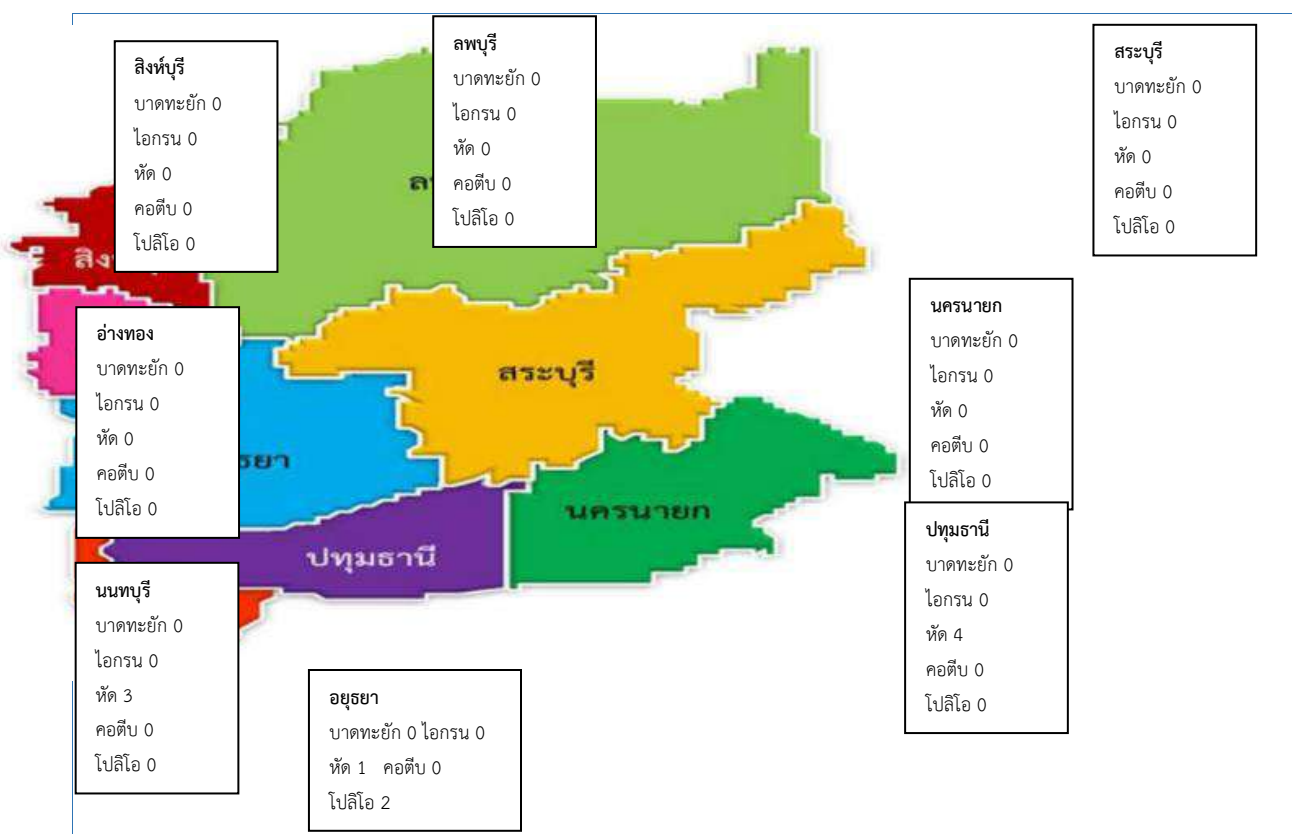 สิงห์บุรี
บาดทะยัก 0
ไอกรน 0
หัด 0
คอตีบ 0
โปลิโอ 0
ลพบุรี
บาดทะยัก 0
ไอกรน 0
หัด 0
คอตีบ 0
โปลิโอ 0
สระบุรี
บาดทะยัก 0
ไอกรน 0
หัด 0
คอตีบ 0
โปลิโอ 0
อ่างทอง
บาดทะยัก 0
ไอกรน 0
หัด 0
คอตีบ 0
โปลิโอ 0
สระบุรี
นครนายก
บาดทะยัก 0
ไอกรน 0
หัด 0
คอตีบ 0
โปลิโอ 0
นครนายก
ปทุมธานี
ปทุมธานี
บาดทะยัก 0
ไอกรน 0
หัด 4
คอตีบ 0
โปลิโอ 0
นนทบุรี
บาดทะยัก 0
ไอกรน 0
หัด 3
คอตีบ 0
โปลิโอ 0
อยุธยา
บาดทะยัก 0 ไอกรน 0
หัด 1 คอตีบ 0
โปลิโอ 2